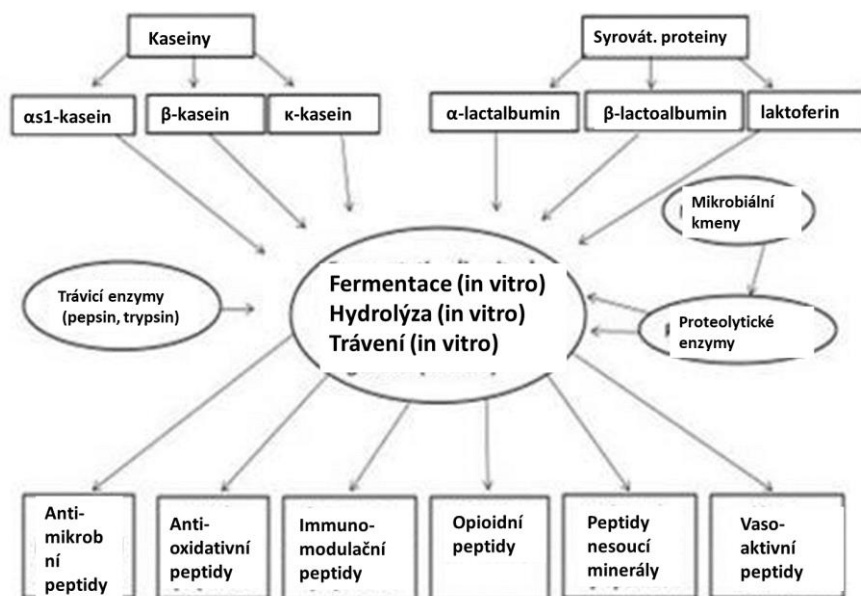 Kaseiny
Syrovát. proteiny
αs1-kasein
β-kasein
κ-kasein
α-lactalbumin
β-lactoalbumin
laktoferin
Mikrobiální
kmeny
Trávicí enzymy
(pepsin, trypsin)
Fermentace (in vitro)
Hydrolýza (in vitro)
Trávení (in vitro)
Proteolytické
enzymy
Anti-
mikrob
ní
peptidy
Anti-
oxidativní
peptidy
Immuno-
modulační
peptidy
Opioidní
peptidy
Peptidy
nesoucí
minerály
Vaso-
aktivní
peptidy